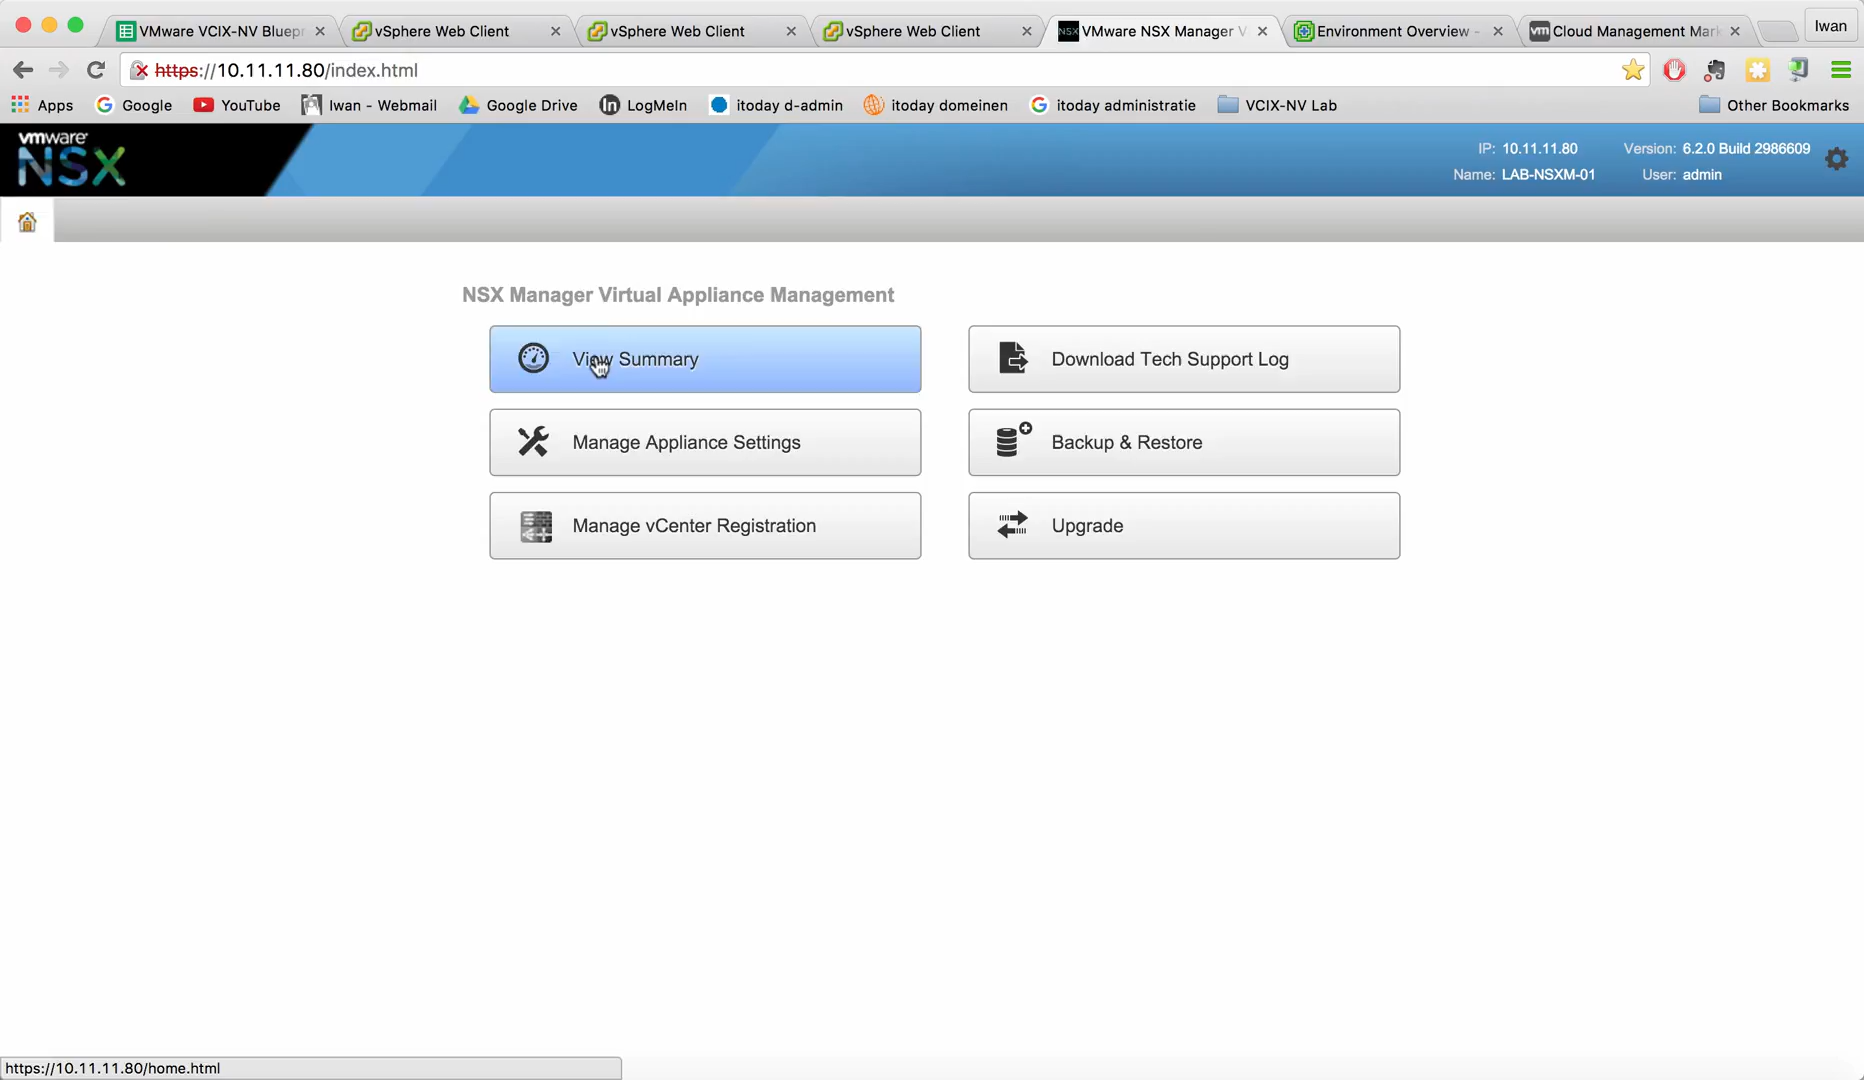 VMware VCIX-NV Bluepr
vSphere Web Client
vSphere Web Client
vSphere Web Client
VMware NSX Manager V
Environment Overview -
Cloud Management Mark
Iwan
https://10.11.11.80/index.html
Apps
Google
YouTube
Iwan - Webmail
Google Drive
LogMeIn
itoday d-admin
itoday domeinen
itoday administratie
VCIX-NV Lab
Other Bookmarks
vmware
NSX
IP: 10.11.11.80
Version: 6.2.0 Build 2986609
Name: LAB-NSXM-01
User: admin
NSX Manager Virtual Appliance Management
View Summary
Download Tech Support Log
Manage Appliance Settings
Backup & Restore
Manage vCenter Registration
Upgrade
https://10.11.11.80/home.html